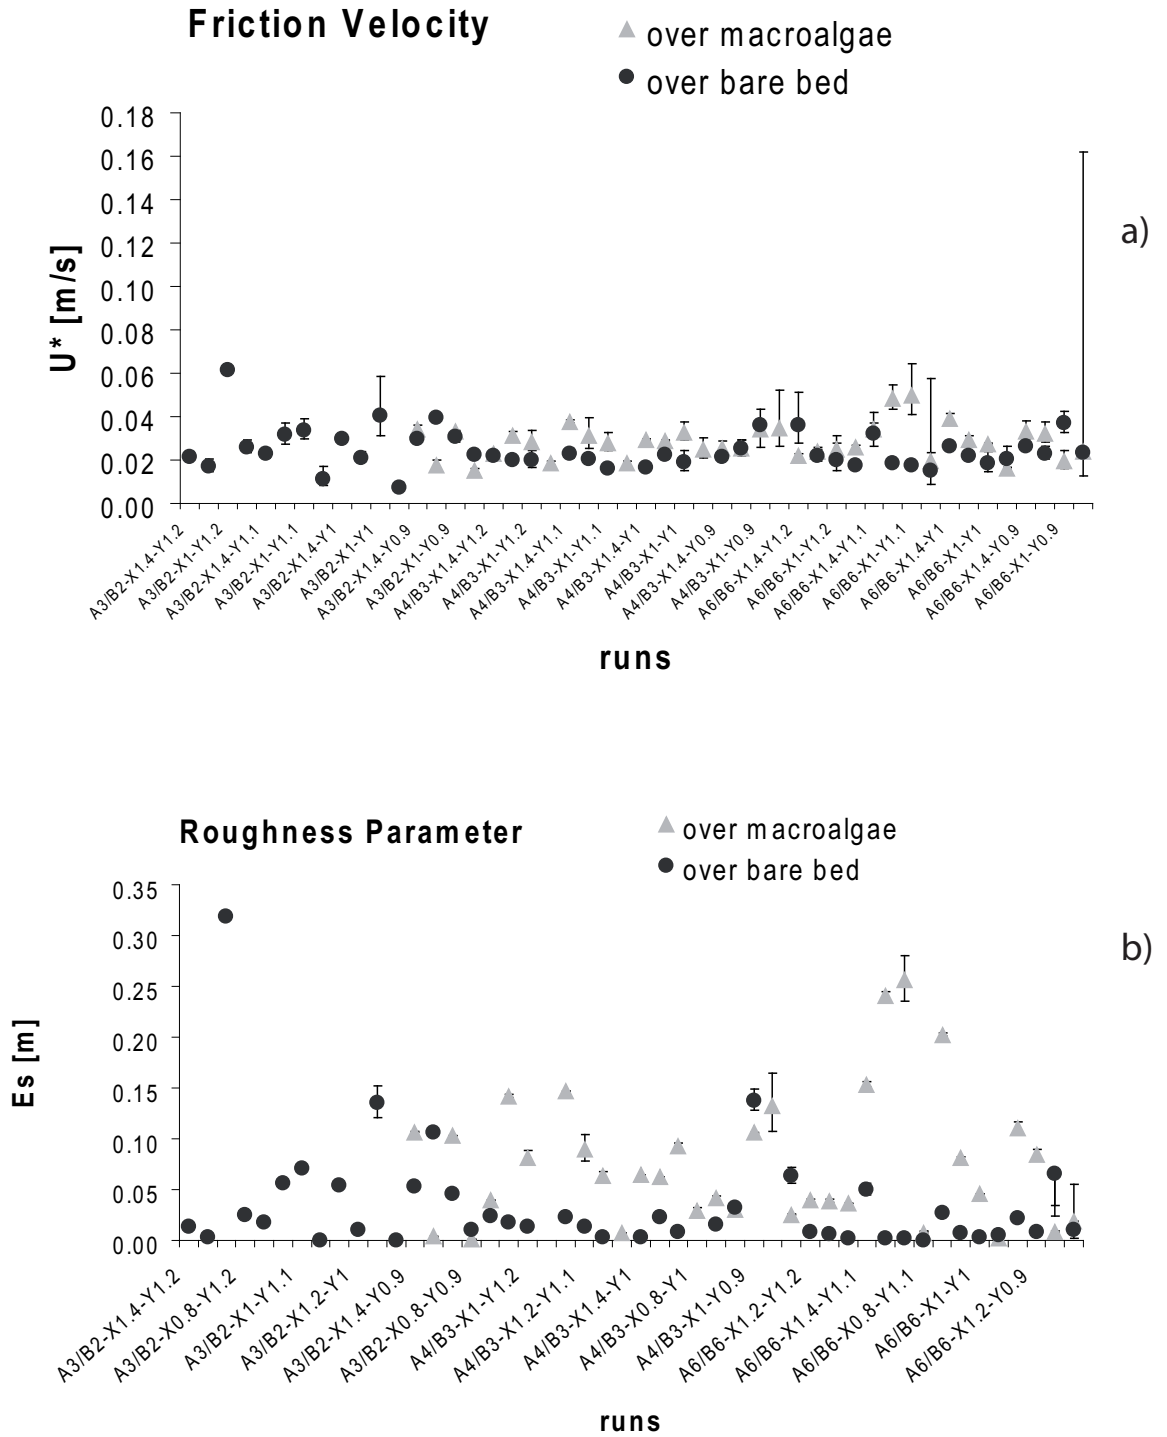 Friction Velocity
over macroalgae
over bare bed
0.18
0.16
0.14
0.12
0.10
0.08
0.06
0.04
0.02
0.00
U* [m/s]
a)
A3/B2-X1.4-Y1.2
A3/B2-X1-Y1.2
A3/B2-X1.4-Y1.1
A3/B2-X1-Y1.1
A3/B2-X1.4-Y1
A3/B2-X1-Y1
A3/B2-X1.4-Y0.9
A3/B2-X1-Y0.9
A4/B3-X1.4-Y1.2
A4/B3-X1-Y1.2
A4/B3-X1.4-Y1.1
A4/B3-X1-Y1.1
A4/B3-X1.4-Y1
A4/B3-X1-Y1
A4/B3-X1.4-Y0.9
A4/B3-X1-Y0.9
A6/B6-X1.4-Y1.2
A6/B6-X1-Y1.2
A6/B6-X1.4-Y1.1
A6/B6-X1-Y1.1
A6/B6-X1.4-Y1
A6/B6-X1-Y1
A6/B6-X1.4-Y0.9
A6/B6-X1-Y0.9
runs
Roughness Parameter
over macroalgae
over bare bed
0.35
0.30
0.25
0.20
0.15
0.10
0.05
0.00
Es [m]
b)
A3/B2-X1.4-Y1.2
A3/B2-X0.8-Y1.2
A3/B2-X1-Y1.1
A3/B2-X1.2-Y1
A3/B2-X1.4-Y0.9
A3/B2-X0.8-Y0.9
A4/B3-X1-Y1.2
A4/B3-X1.2-Y1.1
A4/B3-X1.4-Y1
A4/B3-X0.8-Y1
A4/B3-X1-Y0.9
A6/B6-X1.2-Y1.2
A6/B6-X1.4-Y1.1
A6/B6-X0.8-Y1.1
A6/B6-X1-Y1
A6/B6-X1.2-Y0.9
runs